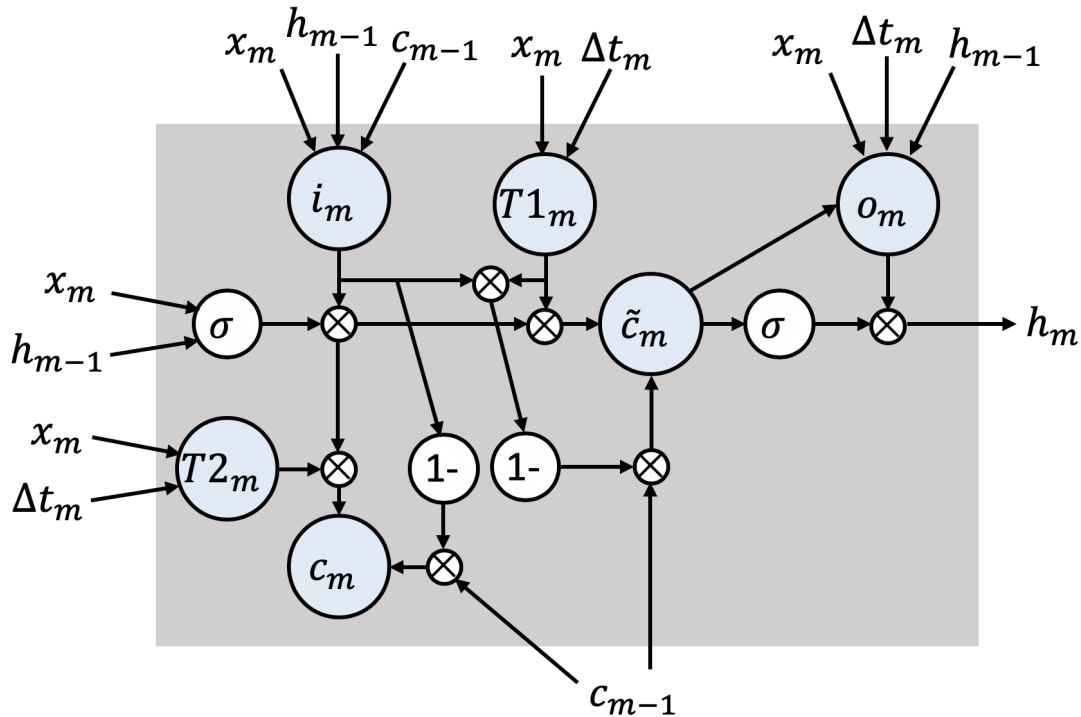 x_m h_{m−1} c_{m−1} x_m Δt_m x_m Δt_m h_{m−1}
i_m T1_m o_m
x_m
h_{m−1}
σ c̃_m σ h_m
x_m
Δt_m
T2_m 1- 1-
c_m
c_{m−1}